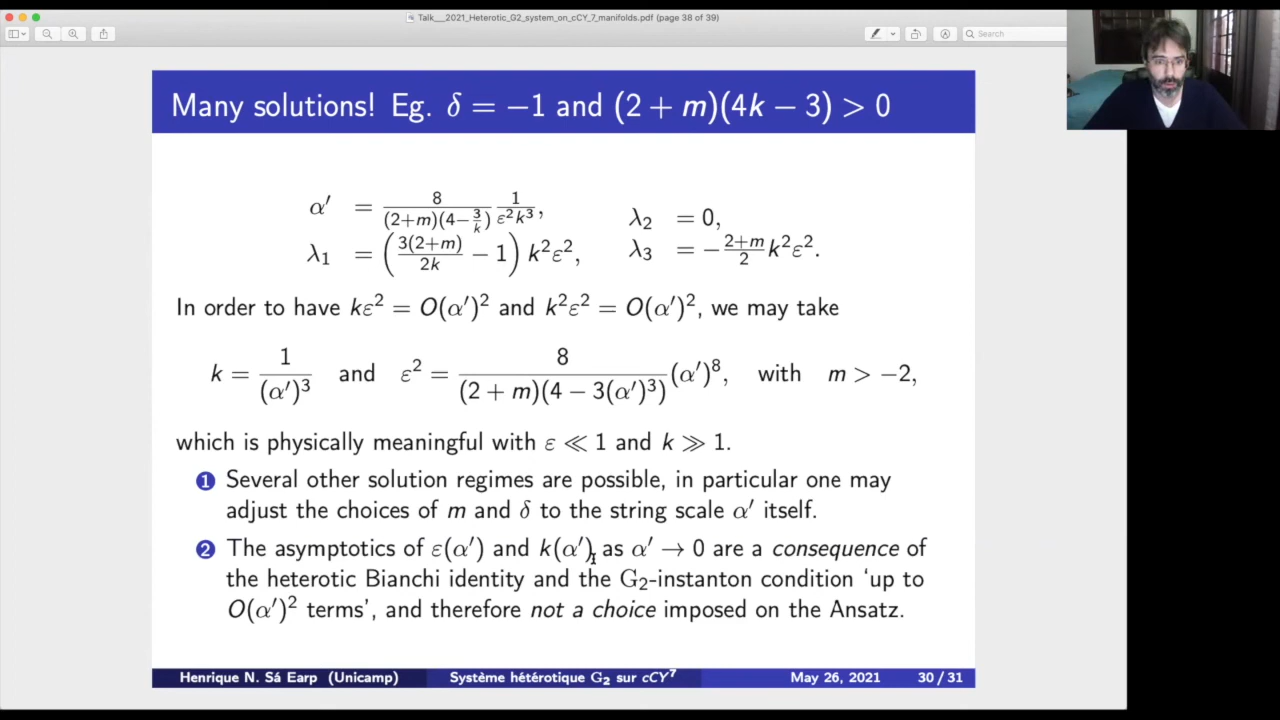 Talk__2021_Heterotic_G2_system_on_cCY_7_manifolds.pdf (page 38 of 39)
Search
Many solutions! Eg. δ = −1 and (2 + m)(4k − 3) > 0
α′ = 8/((2+m)(4−3/k)) 1/(ε²k³), λ₂ = 0,
λ₁ = (3(2+m)/(2k) − 1) k²ε², λ₃ = −(2+m)/2 k²ε².
In order to have kε² = O(α′)² and k²ε² = O(α′)², we may take
k = 1/(α′)³ and ε² = 8/((2 + m)(4 − 3(α′)³)) (α′)⁸, with m > −2,
which is physically meaningful with ε ≪ 1 and k ≫ 1.
1 Several other solution regimes are possible, in particular one may
adjust the choices of m and δ to the string scale α′ itself.
2 The asymptotics of ε(α′) and k(α′) as α′ → 0 are a consequence of
the heterotic Bianchi identity and the G₂-instanton condition ‘up to
O(α′)² terms’, and therefore not a choice imposed on the Ansatz.
Henrique N. Sá Earp (Unicamp) Système hétérotique G₂ sur cCY⁷ May 26, 2021 30 / 31